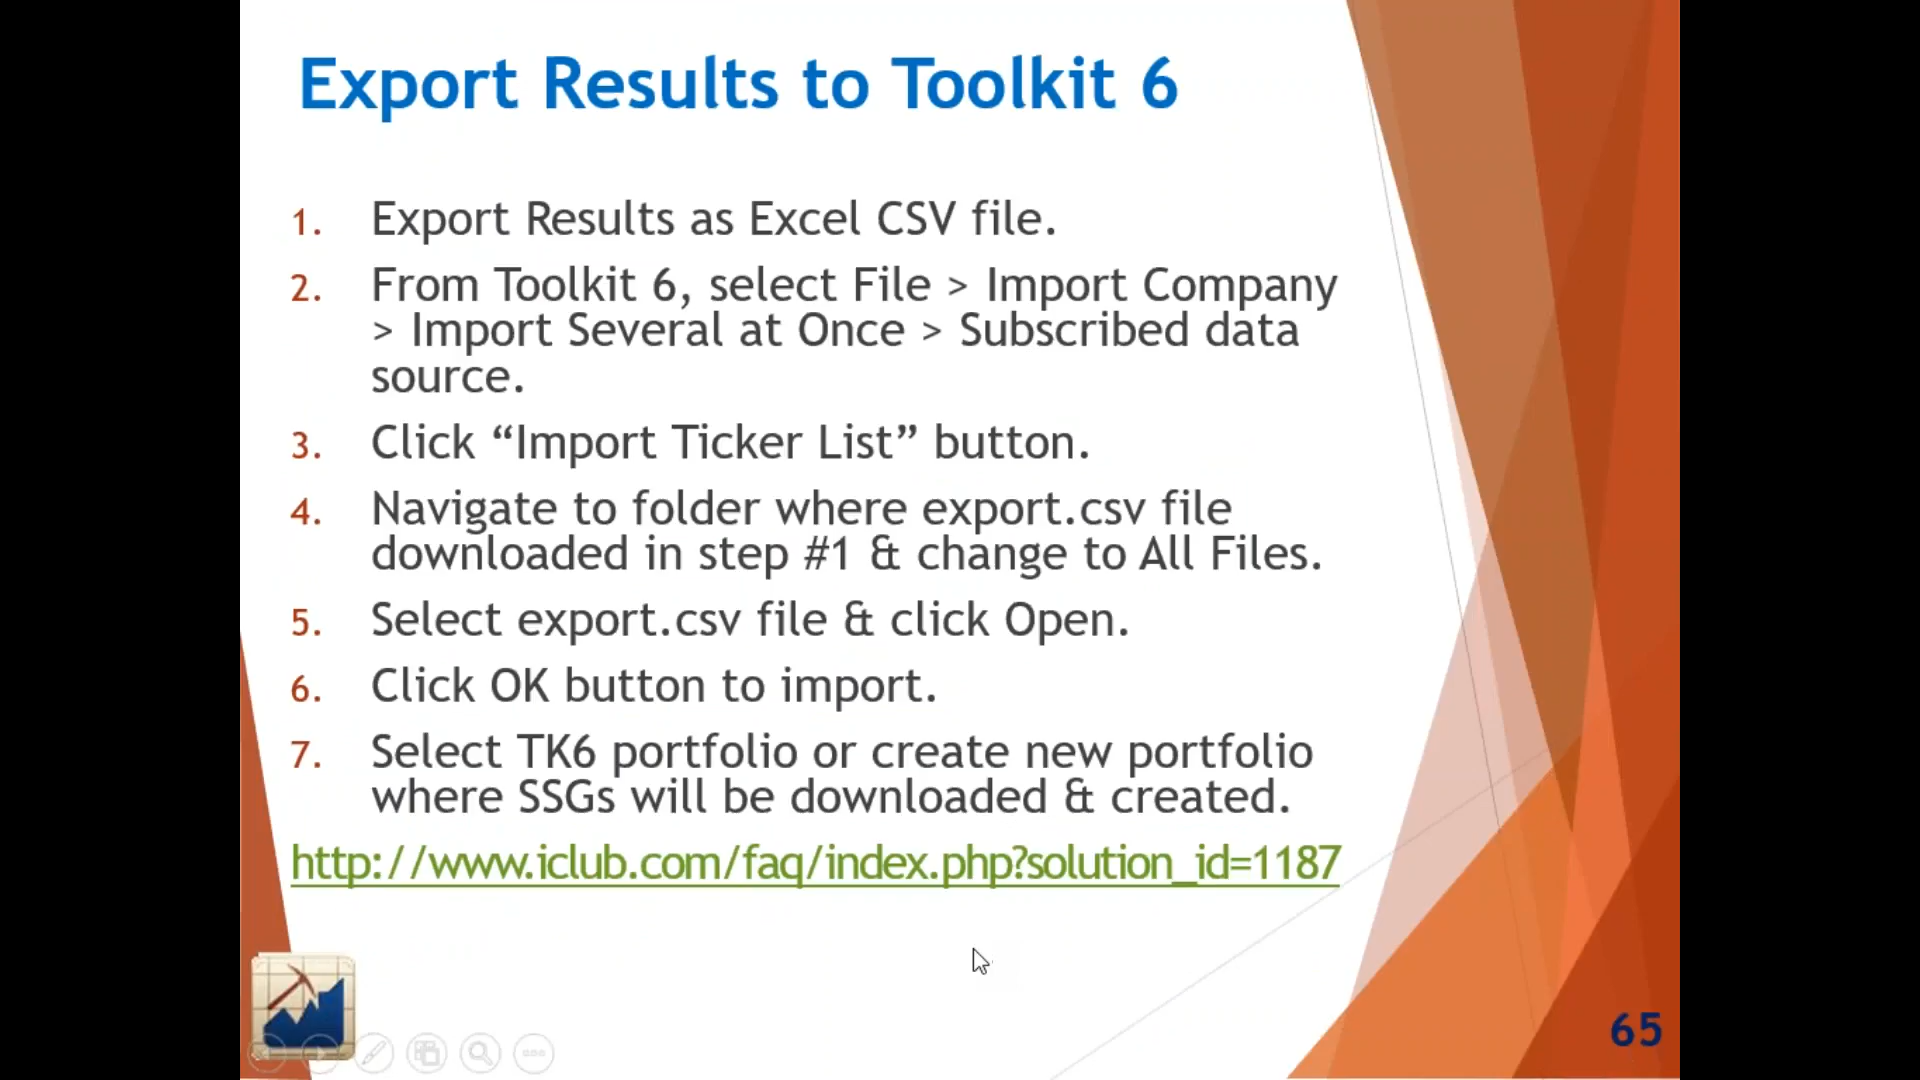 Export Results to Toolkit 6
1. Export Results as Excel CSV file.
2. From Toolkit 6, select File > Import Company
> Import Several at Once > Subscribed data
source.
3. Click “Import Ticker List” button.
4. Navigate to folder where export.csv file
downloaded in step #1 & change to All Files.
5. Select export.csv file & click Open.
6. Click OK button to import.
7. Select TK6 portfolio or create new portfolio
where SSGs will be downloaded & created.
http://www.iclub.com/faq/index.php?solution_id=1187
65